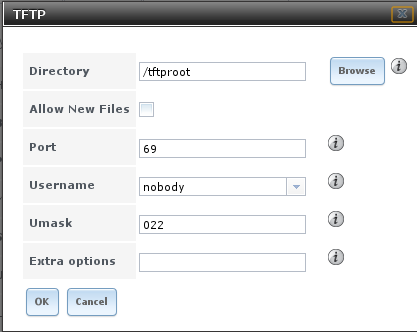 TFTP
Directory /tftproot Browse
Allow New Files
Port 69
Username nobody
Umask 022
Extra options
OK Cancel